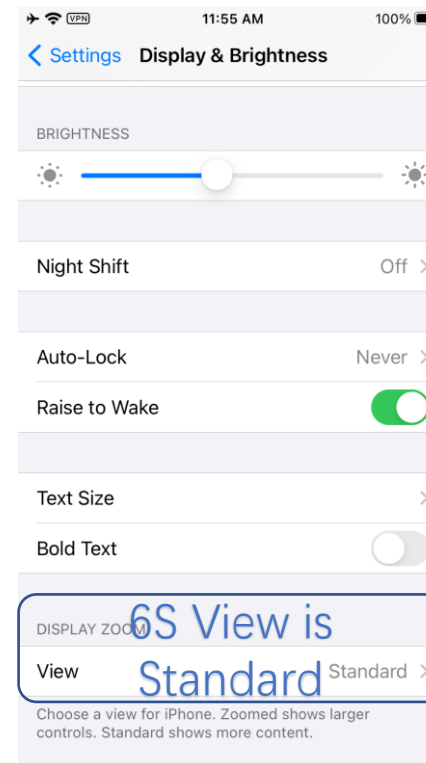 VPN 11:55 AM 100%
Settings Display & Brightness
BRIGHTNESS
Night Shift Off
Auto-Lock Never
Raise to Wake
Text Size
Bold Text
DISPLAY ZOOM
6S View is
Standard
View Standard
Choose a view for iPhone. Zoomed shows larger
controls. Standard shows more content.